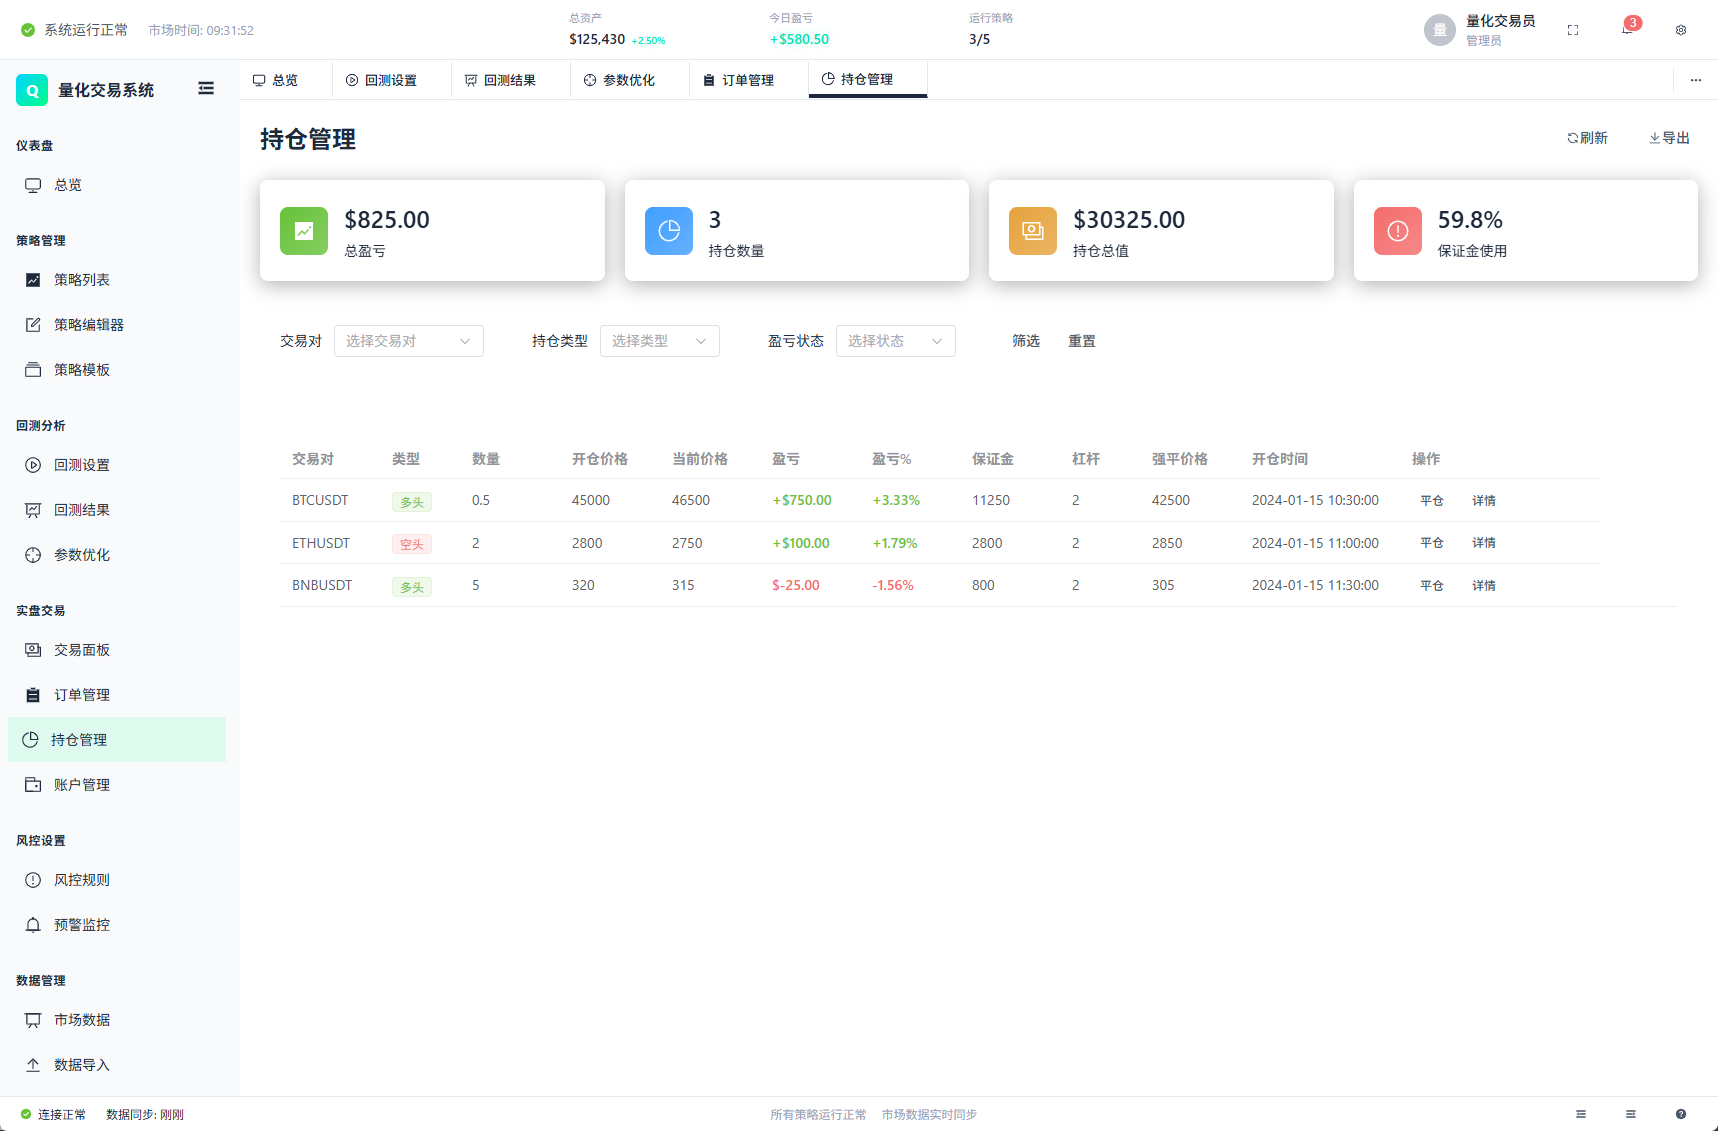 系统运行正常 市场时间: 09:31:52
总资产
$125,430 +2.50%
今日盈亏
+$580.50
运行策略
3/5
量
量化交易员
管理员
3
Q 量化交易系统
仪表盘
总览
策略管理
策略列表
策略编辑器
策略模板
回测分析
回测设置
回测结果
参数优化
实盘交易
交易面板
订单管理
持仓管理
账户管理
风控设置
风控规则
预警监控
数据管理
市场数据
数据导入
总览 回测设置 回测结果 参数优化 订单管理 持仓管理
持仓管理
刷新 导出
$825.00
总盈亏
3
持仓数量
$30325.00
持仓总值
59.8%
保证金使用
交易对 选择交易对 持仓类型 选择类型 盈亏状态 选择状态 筛选 重置
交易对 类型 数量 开仓价格 当前价格 盈亏 盈亏% 保证金 杠杆 强平价格 开仓时间 操作
BTCUSDT 多头 0.5 45000 46500 +$750.00 +3.33% 11250 2 42500 2024-01-15 10:30:00 平仓 详情
ETHUSDT 空头 2 2800 2750 +$100.00 +1.79% 2800 2 2850 2024-01-15 11:00:00 平仓 详情
BNBUSDT 多头 5 320 315 $-25.00 -1.56% 800 2 305 2024-01-15 11:30:00 平仓 详情
连接正常 数据同步: 刚刚
所有策略运行正常 市场数据实时同步